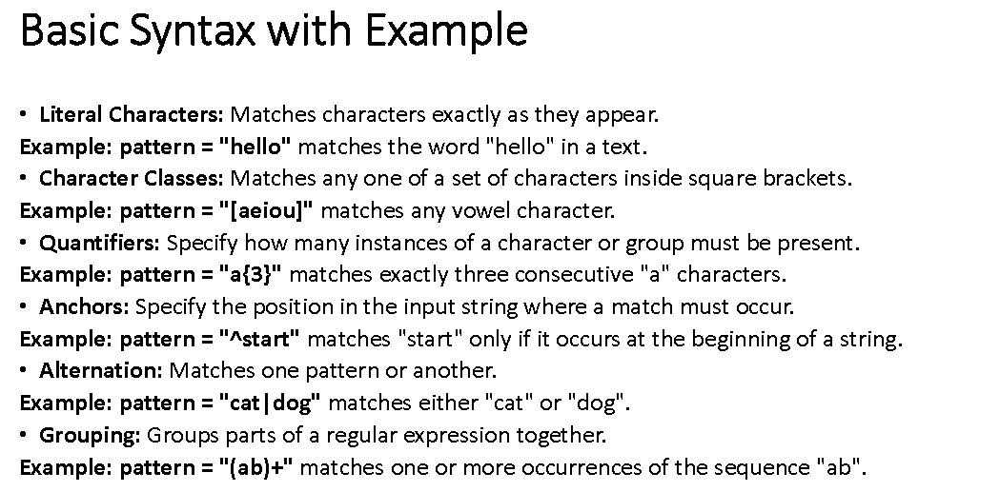 Basic Syntax with Example
• Literal Characters: Matches characters exactly as they appear.
Example: pattern = "hello" matches the word "hello" in a text.
• Character Classes: Matches any one of a set of characters inside square brackets.
Example: pattern = "[aeiou]" matches any vowel character.
• Quantifiers: Specify how many instances of a character or group must be present.
Example: pattern = "a{3}" matches exactly three consecutive "a" characters.
• Anchors: Specify the position in the input string where a match must occur.
Example: pattern = "^start" matches "start" only if it occurs at the beginning of a string.
• Alternation: Matches one pattern or another.
Example: pattern = "cat|dog" matches either "cat" or "dog".
• Grouping: Groups parts of a regular expression together.
Example: pattern = "(ab)+" matches one or more occurrences of the sequence "ab".